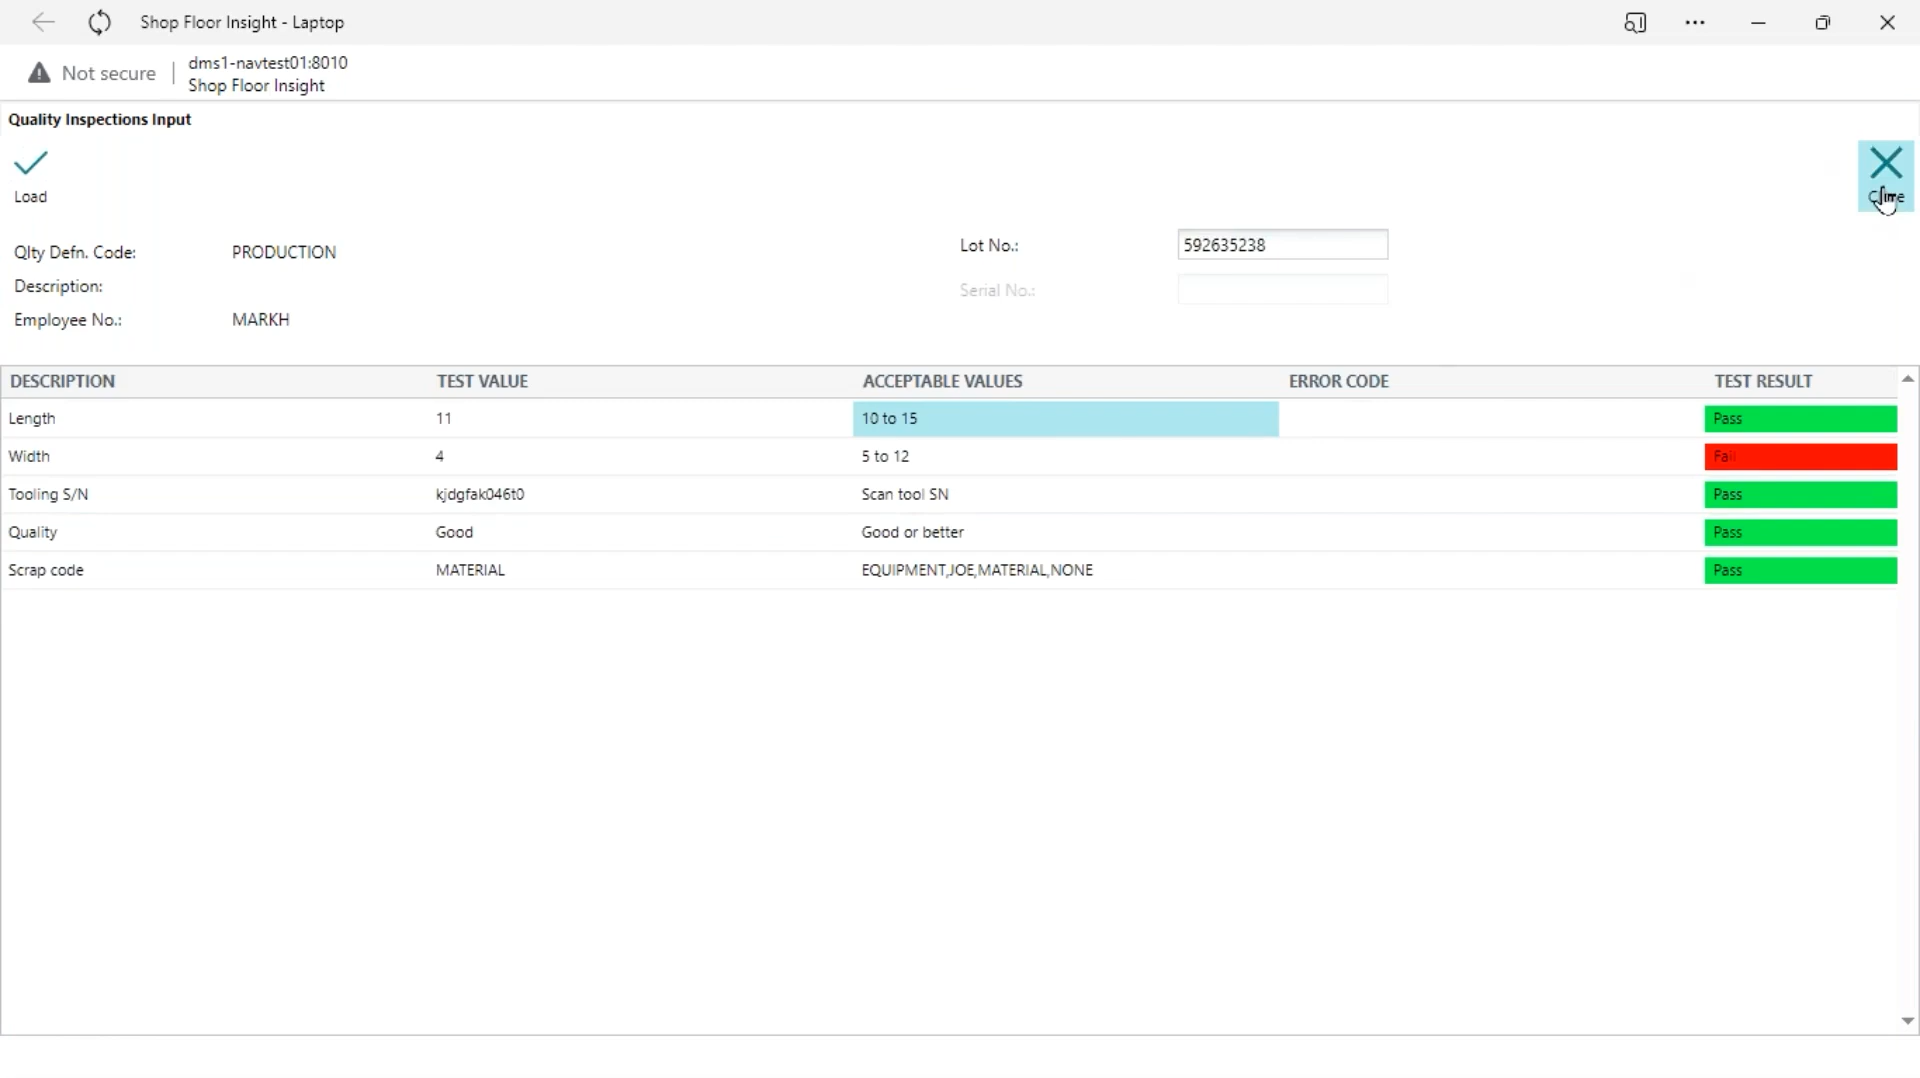 Shop Floor Insight - Laptop
Not secure
dms1-navtest01:8010
Shop Floor Insight
Quality Inspections Input
Load
Qlty Defn. Code: PRODUCTION
Description:
Employee No.: MARKH
Lot No.: 592635238
Serial No.:
DESCRIPTION TEST VALUE ACCEPTABLE VALUES ERROR CODE TEST RESULT
Length 11 10 to 15 Pass
Width 4 5 to 12 Fail
Tooling S/N kjdgfak046t0 Scan tool SN Pass
Quality Good Good or better Pass
Scrap code MATERIAL EQUIPMENT,JOE,MATERIAL,NONE Pass